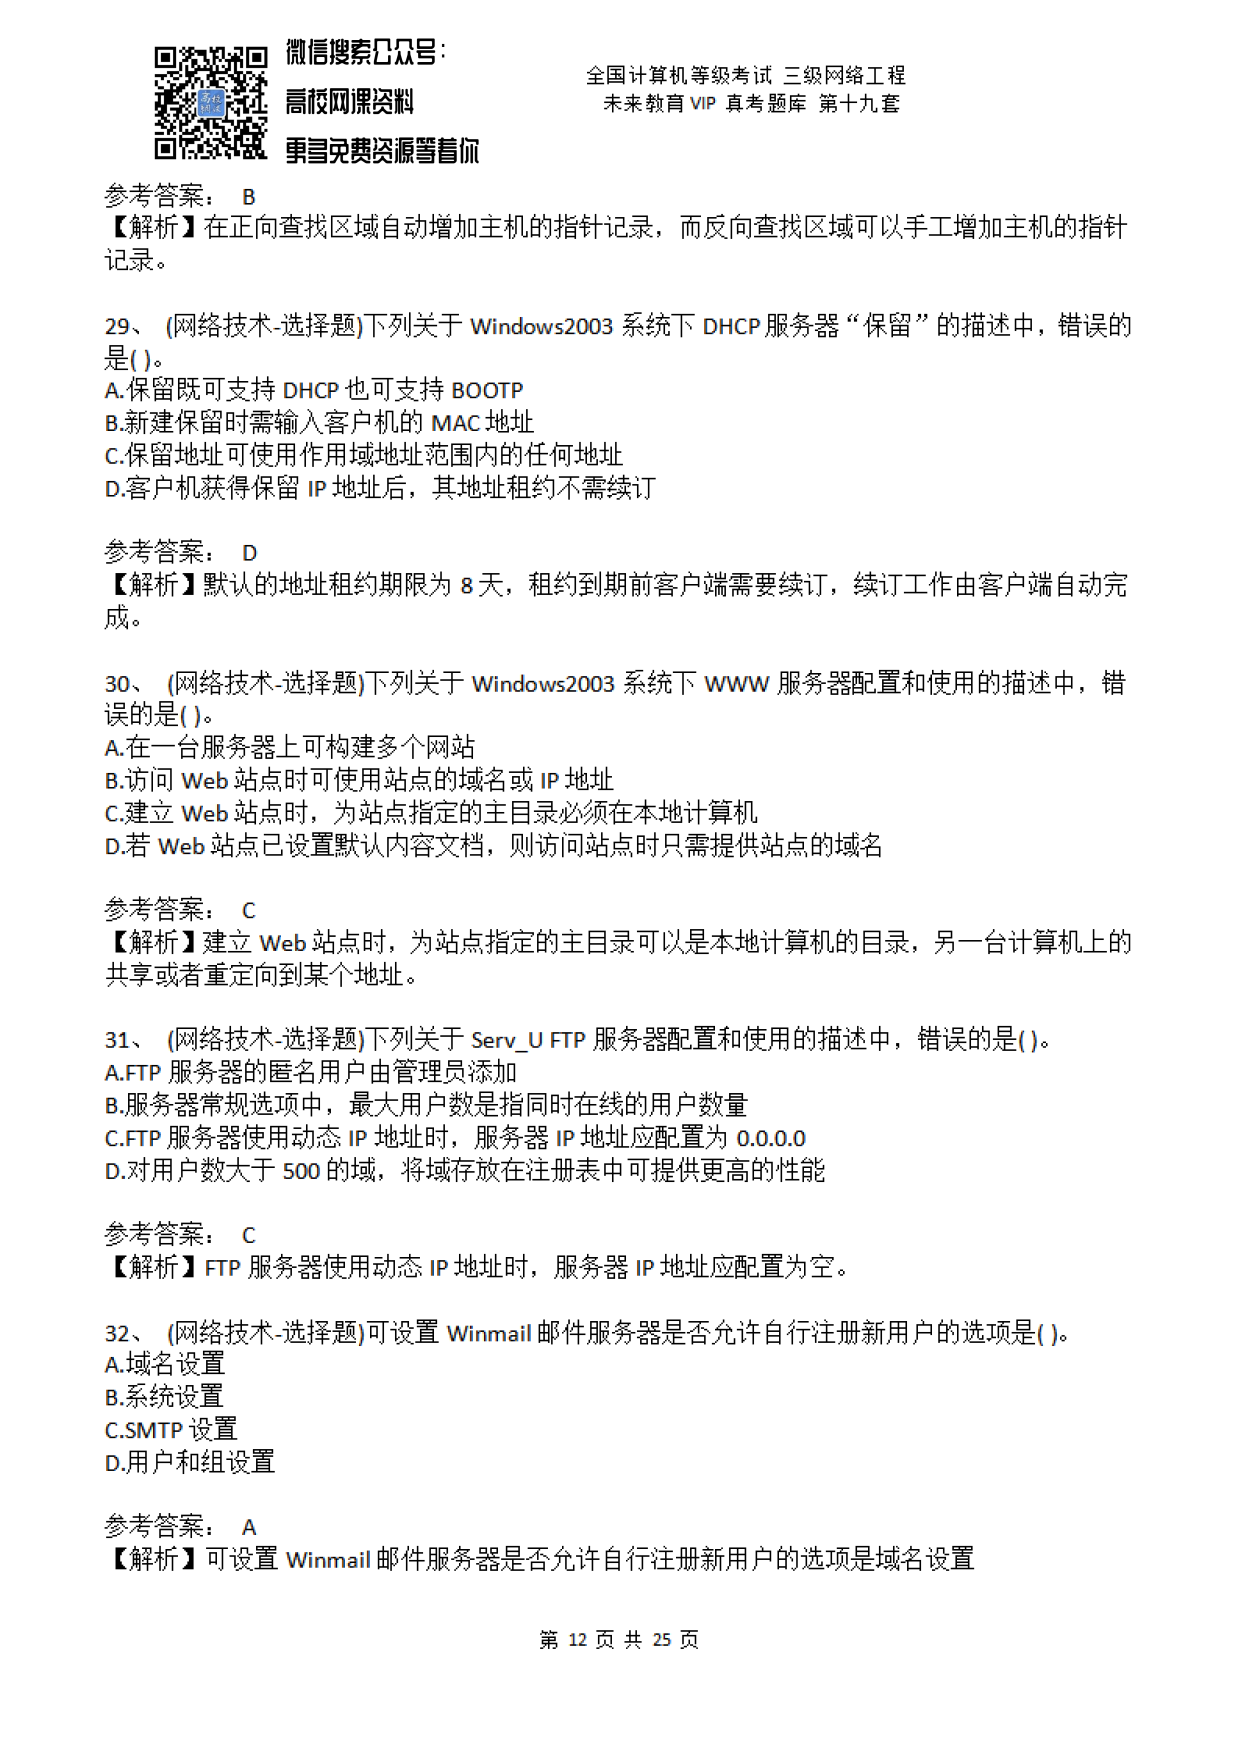 微信搜索公众号：
高校网课资料
更多免费资源等着你
高校
网课
全国计算机等级考试 三级网络工程
未来教育 VIP 真考题库 第十九套
参考答案： B
【解析】在正向查找区域自动增加主机的指针记录，而反向查找区域可以手工增加主机的指针
记录。
29、 (网络技术-选择题)下列关于 Windows2003 系统下 DHCP 服务器“保留”的描述中，错误的
是( )。
A.保留既可支持 DHCP 也可支持 BOOTP
B.新建保留时需输入客户机的 MAC 地址
C.保留地址可使用作用域地址范围内的任何地址
D.客户机获得保留 IP 地址后，其地址租约不需续订
参考答案： D
【解析】默认的地址租约期限为 8 天，租约到期前客户端需要续订，续订工作由客户端自动完
成。
30、 (网络技术-选择题)下列关于 Windows2003 系统下 WWW 服务器配置和使用的描述中，错
误的是( )。
A.在一台服务器上可构建多个网站
B.访问 Web 站点时可使用站点的域名或 IP 地址
C.建立 Web 站点时，为站点指定的主目录必须在本地计算机
D.若 Web 站点已设置默认内容文档，则访问站点时只需提供站点的域名
参考答案： C
【解析】建立 Web 站点时，为站点指定的主目录可以是本地计算机的目录，另一台计算机上的
共享或者重定向到某个地址。
31、 (网络技术-选择题)下列关于 Serv_U FTP 服务器配置和使用的描述中，错误的是( )。
A.FTP 服务器的匿名用户由管理员添加
B.服务器常规选项中，最大用户数是指同时在线的用户数量
C.FTP 服务器使用动态 IP 地址时，服务器 IP 地址应配置为 0.0.0.0
D.对用户数大于 500 的域，将域存放在注册表中可提供更高的性能
参考答案： C
【解析】FTP 服务器使用动态 IP 地址时，服务器 IP 地址应配置为空。
32、 (网络技术-选择题)可设置 Winmail 邮件服务器是否允许自行注册新用户的选项是( )。
A.域名设置
B.系统设置
C.SMTP 设置
D.用户和组设置
参考答案： A
【解析】可设置 Winmail 邮件服务器是否允许自行注册新用户的选项是域名设置
第 12 页 共 25 页